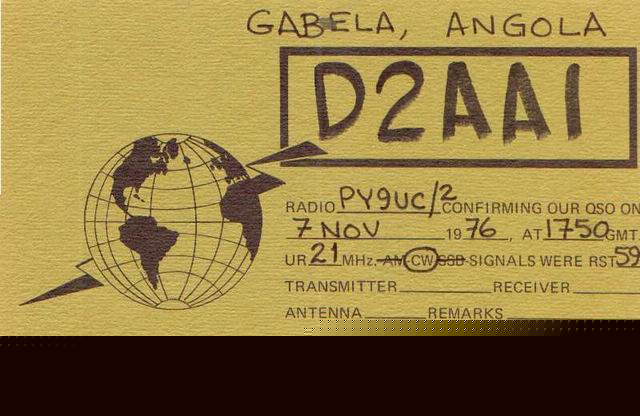 GABELA, ANGOLA
D2AAI
RADIO PY9UC/2 CONFIRMING OUR QSO ON
7 NOV 1976, AT 1750 GMT
UR 21 MHz. AM CW SSB SIGNALS WERE RST 59
TRANSMITTER RECEIVER
ANTENNA REMARKS